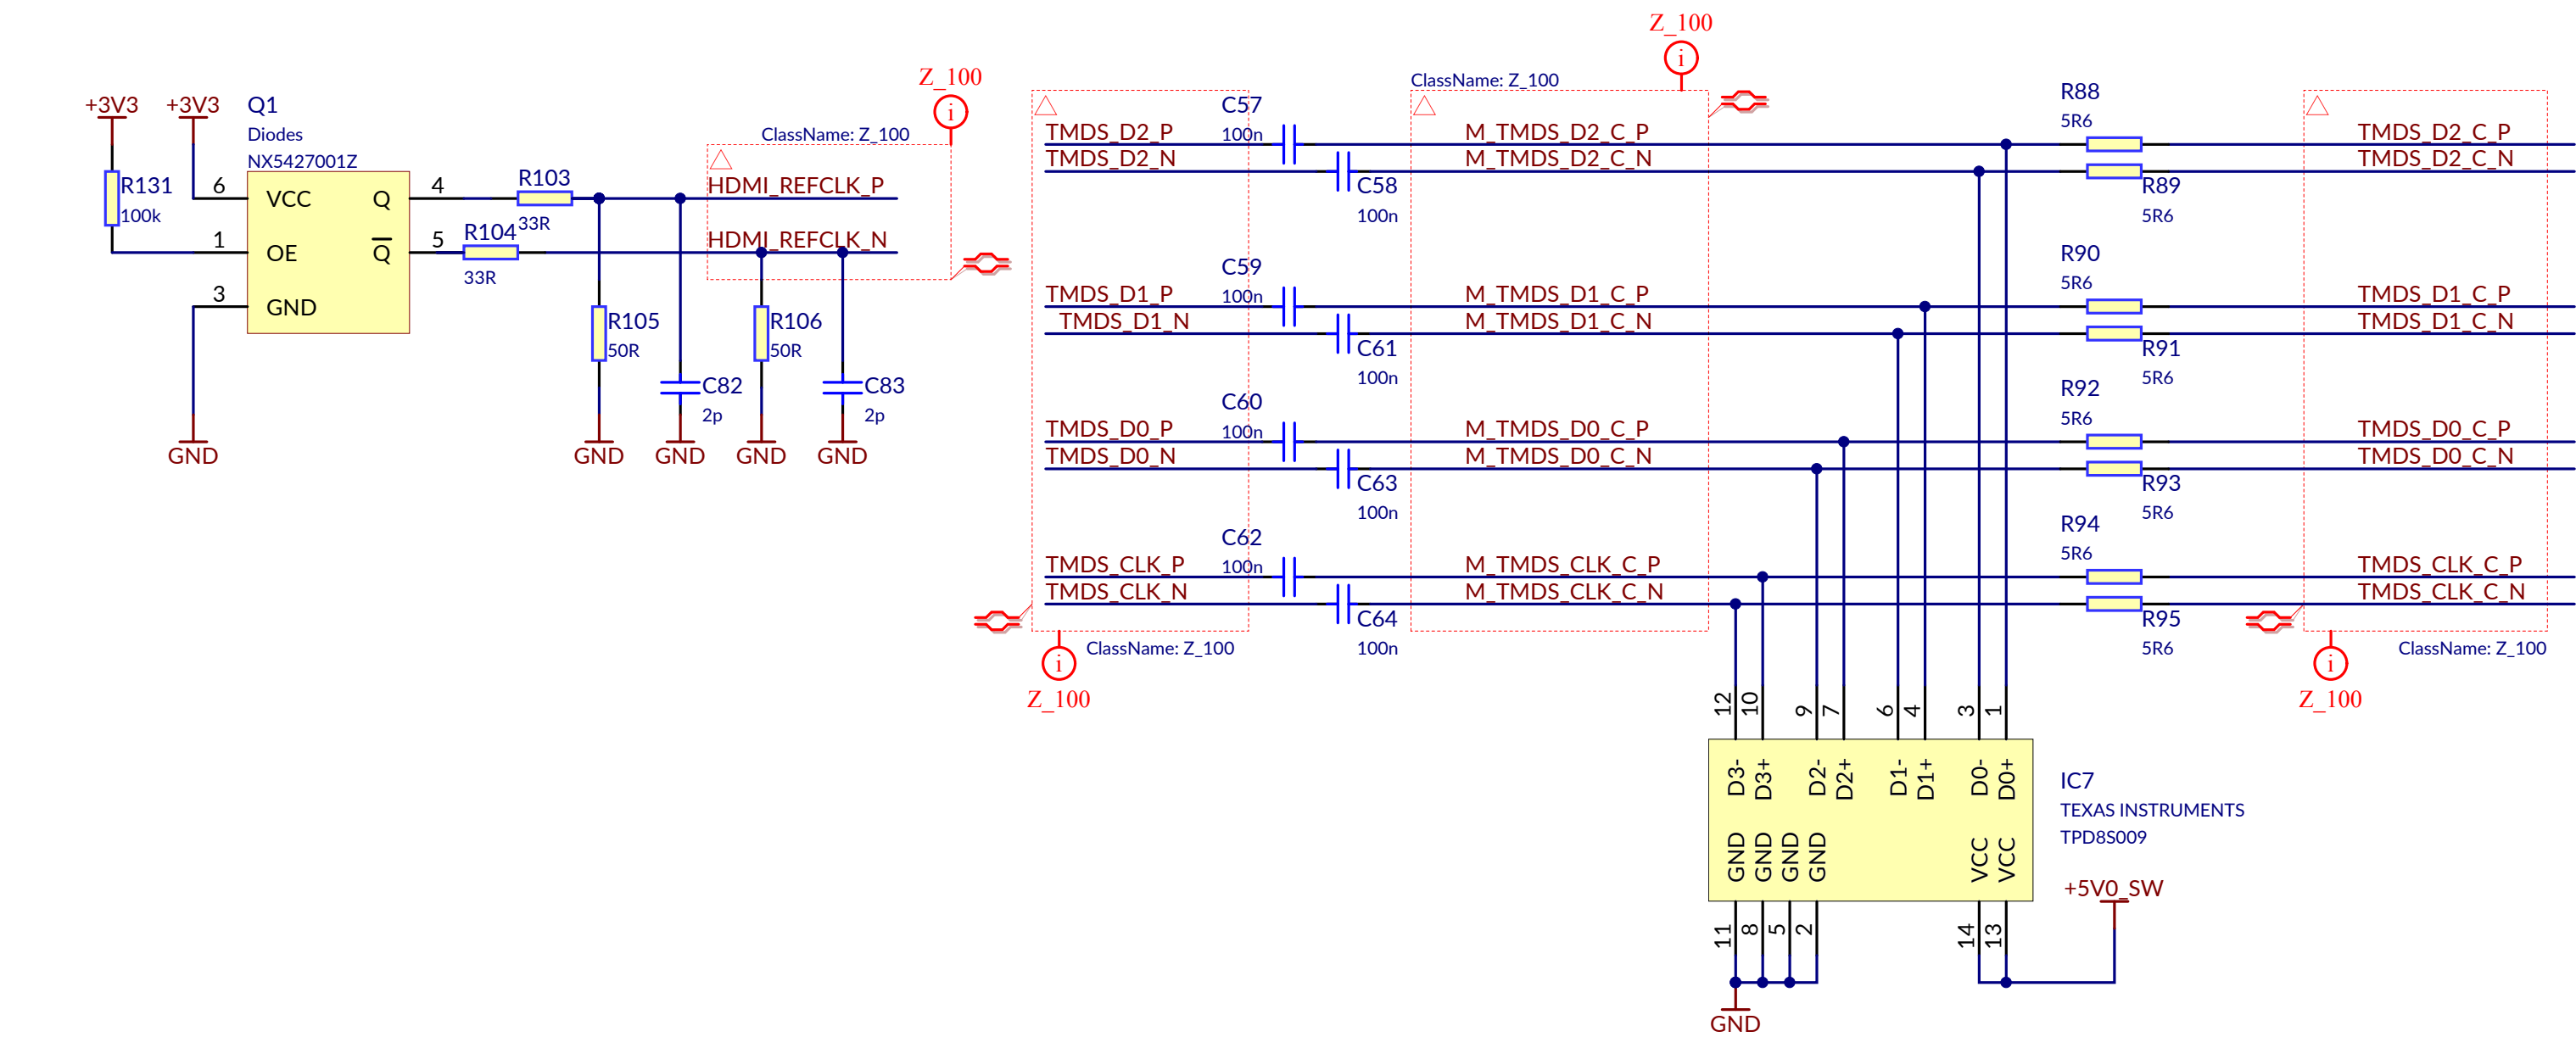 +3V3
+3V3
Q1
Diodes
NX5427001Z
R131
100k
6
VCC
Q
4
1
OE
Q
5
3
GND
GND
R103
33R
R104
33R
R105
50R
C82
2p
R106
50R
C83
2p
GND
GND
GND
GND
Z_100
i
ClassName: Z_100
HDMI_REFCLK_P
HDMI_REFCLK_N
TMDS_D2_P
TMDS_D2_N
TMDS_D1_P
TMDS_D1_N
TMDS_D0_P
TMDS_D0_N
TMDS_CLK_P
TMDS_CLK_N
ClassName: Z_100
i
Z_100
C57
100n
C58
100n
C59
100n
C61
100n
C60
100n
C63
100n
C62
100n
C64
100n
Z_100
i
ClassName: Z_100
M_TMDS_D2_C_P
M_TMDS_D2_C_N
M_TMDS_D1_C_P
M_TMDS_D1_C_N
M_TMDS_D0_C_P
M_TMDS_D0_C_N
M_TMDS_CLK_C_P
M_TMDS_CLK_C_N
R88
5R6
R89
5R6
R90
5R6
R91
5R6
R92
5R6
R93
5R6
R94
5R6
R95
5R6
TMDS_D2_C_P
TMDS_D2_C_N
TMDS_D1_C_P
TMDS_D1_C_N
TMDS_D0_C_P
TMDS_D0_C_N
TMDS_CLK_C_P
TMDS_CLK_C_N
ClassName: Z_100
i
Z_100
12
10
9
7
6
4
3
1
D3-
D3+
D2-
D2+
D1-
D1+
D0-
D0+
GND
GND
GND
GND
VCC
VCC
11
8
5
2
14
13
GND
IC7
TEXAS INSTRUMENTS
TPD8S009
+5V0_SW